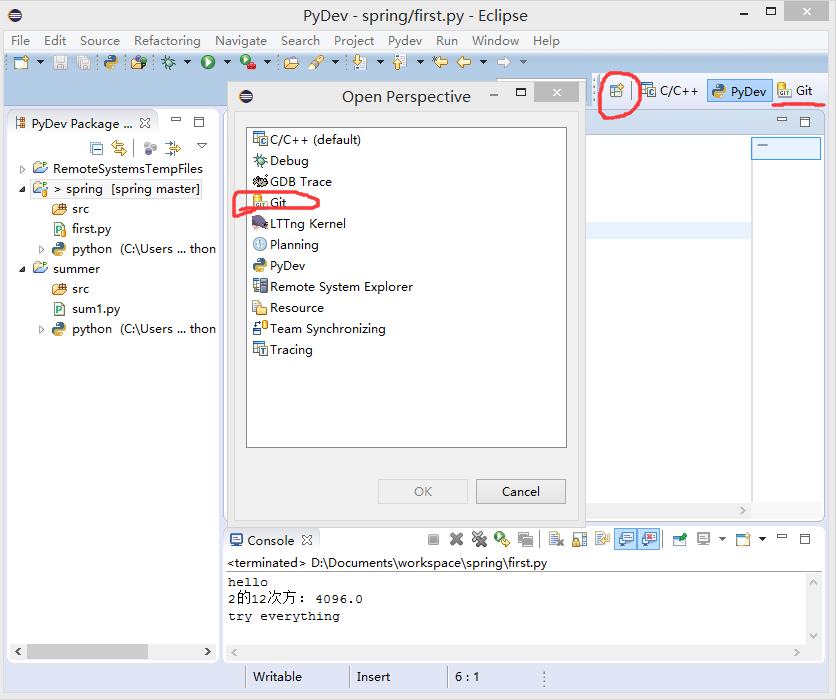 PyDev - spring/first.py - Eclipse
File Edit Source Refactoring Navigate Search Project Pydev Run Window Help
C/C++ PyDev Git
PyDev Package ...
RemoteSystemsTempFiles
> spring [spring master]
src
first.py
python (C:\Users ... thon
summer
src
sum1.py
python (C:\Users ... thon
Open Perspective
C/C++ (default)
Debug
GDB Trace
Git
LTTng Kernel
Planning
PyDev
Remote System Explorer
Resource
Team Synchronizing
Tracing
OK Cancel
Console
<terminated> D:\Documents\workspace\spring\first.py
hello
2的12次方: 4096.0
try everything
Writable Insert 6 : 1